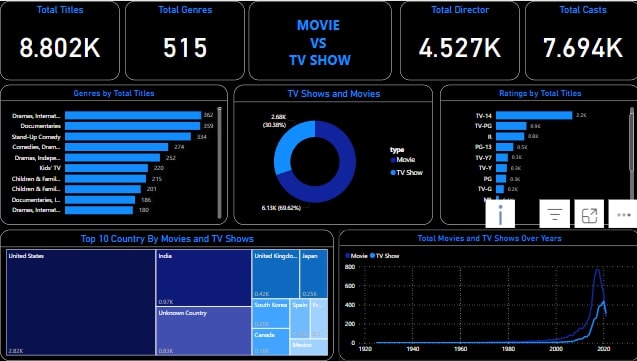 Total Titles
8.802K
Total Genres
515
MOVIE
VS
TV SHOW
Total Director
4.527K
Total Casts
7.694K
Genres by Total Titles
Dramas, Internat... 362
Documentaries 359
Stand-Up Comedy 334
Comedies, Dram... 274
Dramas, Indepe... 252
Kids' TV 220
Children & Famil... 215
Children & Famil... 201
Documentaries, I... 186
Dramas, Internat... 180
TV Shows and Movies
2.68K
(30.38%)
6.13K (69.62%)
type
Movie
TV Show
Ratings by Total Titles
TV-14 2.2K
TV-PG 0.9K
R 0.8K
PG-13 0.5K
TV-Y7 0.3K
TV-Y 0.3K
PG 0.3K
TV-G 0.2K
Top 10 Country By Movies and TV Shows
United States
2.82K
India
0.97K
Unknown Country
0.83K
United Kingdo...
0.42K
Japan
0.25K
South Korea
Spain
Canada
Mexico
Total Movies and TV Shows Over Years
Movie TV Show
800
600
400
200
0
1920 1940 1960 1980 2000 2020